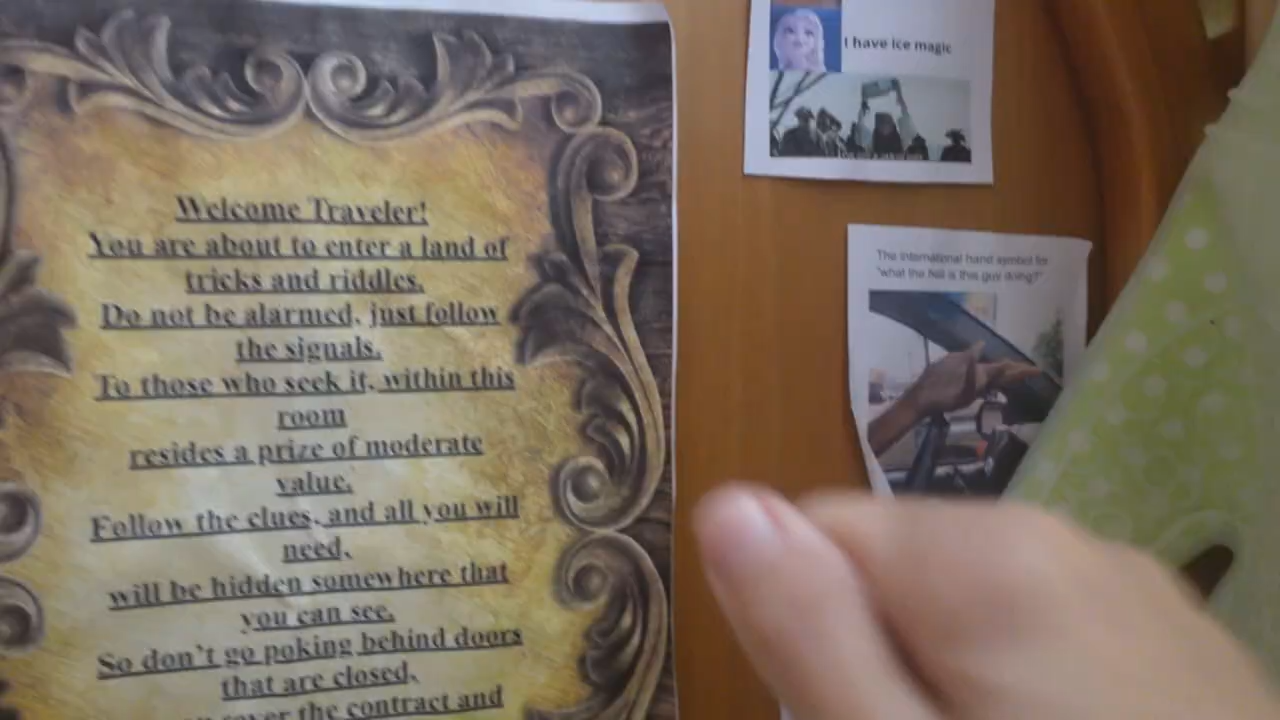 Welcome Traveler!
You are about to enter a land of
tricks and riddles.
Do not be alarmed, just follow
the signals.
To those who seek it, within this
room
resides a prize of moderate
value.
Follow the clues, and all you will
need,
will be hidden somewhere that
you can see.
So don't go poking behind doors
that are closed,
over the contract and
I have ice magic
The international hand symbol for
"what the hell is this guy doing?"